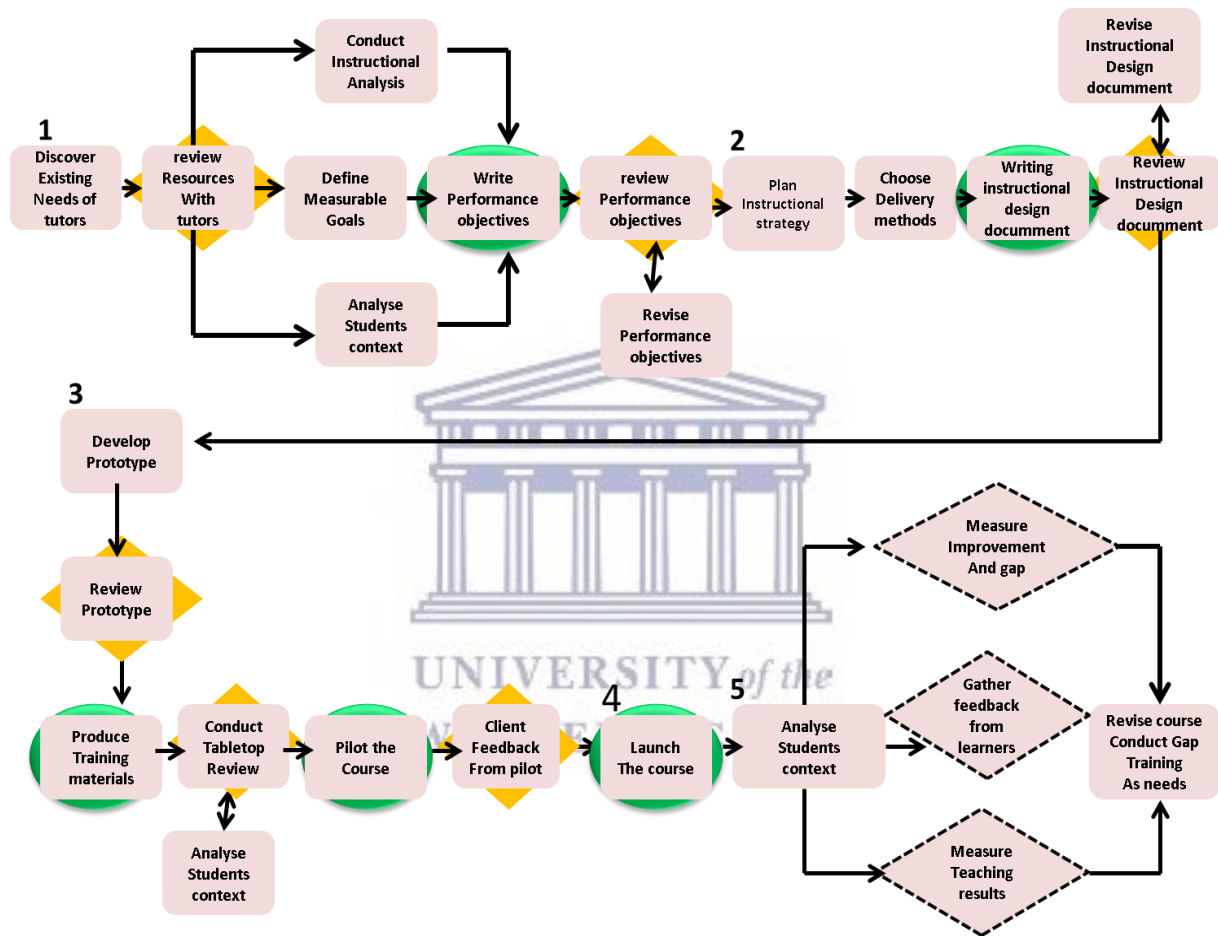 Conduct
Instructional
Analysis
Revise
Instructional
Design
documment
1
Discover
Existing
Needs of
tutors
review
Resources
With
tutors
Define
Measurable
Goals
Write
Performance
objectives
review
Performance
objectives
2
Plan
Instructional
strategy
Choose
Delivery
methods
Writing
instructional
design
documment
Review
Instructional
Design
documment
Analyse
Students
context
Revise
Performance
objectives
3
Develop
Prototype
Review
Prototype
Measure
Improvement
And gap
UNIVERSITY of the
Produce
Training
materials
Conduct
Tabletop
Review
Pilot the
Course
Client
Feedback
From pilot
4
Launch
The course
5
Analyse
Students
context
Gather
feedback
from
learners
Revise course
Conduct Gap
Training
As needs
Analyse
Students
context
Measure
Teaching
results